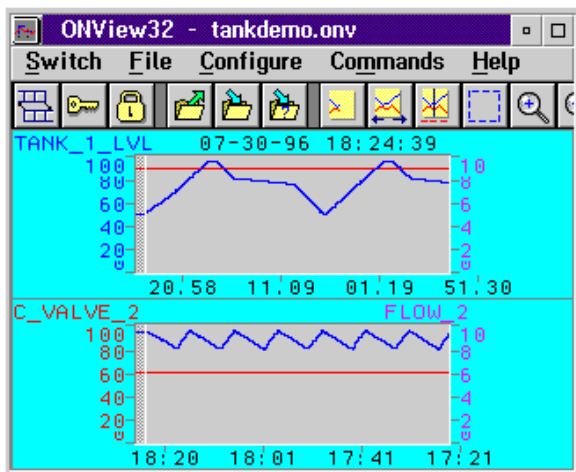 ONView32 - tankdemo.onv
Switch File Configure Commands Help
TANK_1_LVL 07-30-96 18:24:39
100 10
80 8
60 6
40 4
20 2
0 0
20.58 11.09 01.19 51.30
C_VALVE_2 FLOW_2
100 10
80 8
60 6
40 4
20 2
0 0
18:20 18:01 17:41 17:21